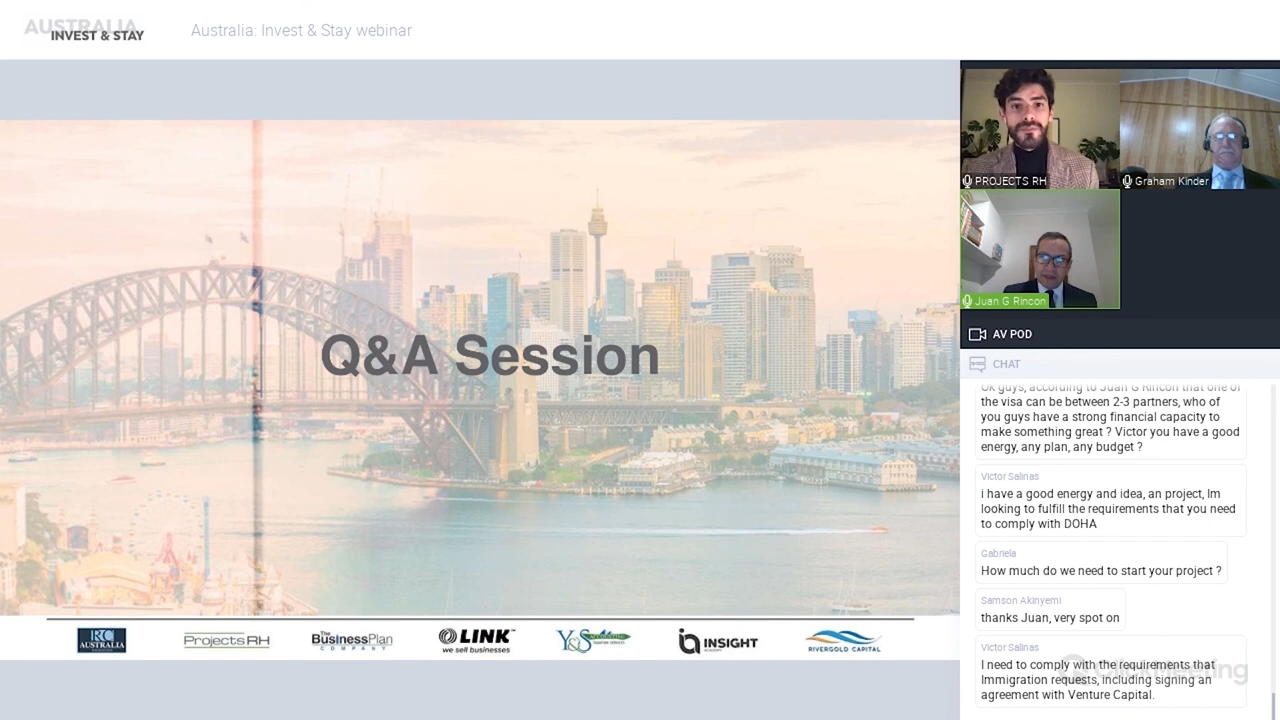 AUSTRALIA
INVEST & STAY
Australia: Invest & Stay webinar
Q&A Session
RC
AUSTRALIA
Projects RH
The
BusinessPlan
COMPANY
LINK™
we sell businesses
Y&S ACCOUNTING
INSIGHT
RIVERGOLD CAPITAL
PROJECTS RH
Graham Kinder
Juan G Rincon
AV POD
CHAT
Ok guys, according to Juan G Rincon that one of
the visa can be between 2-3 partners, who of
you guys have a strong financial capacity to
make something great ? Victor you have a good
energy, any plan, any budget ?
Victor Salinas
i have a good energy and idea, an project, Im
looking to fulfill the requirements that you need
to comply with DOHA
Gabriela
How much do we need to start your project ?
Samson Akinyemi
thanks Juan, very spot on
Victor Salinas
I need to comply with the requirements that
Immigration requests, including signing an
agreement with Venture Capital.
ClickMeeting